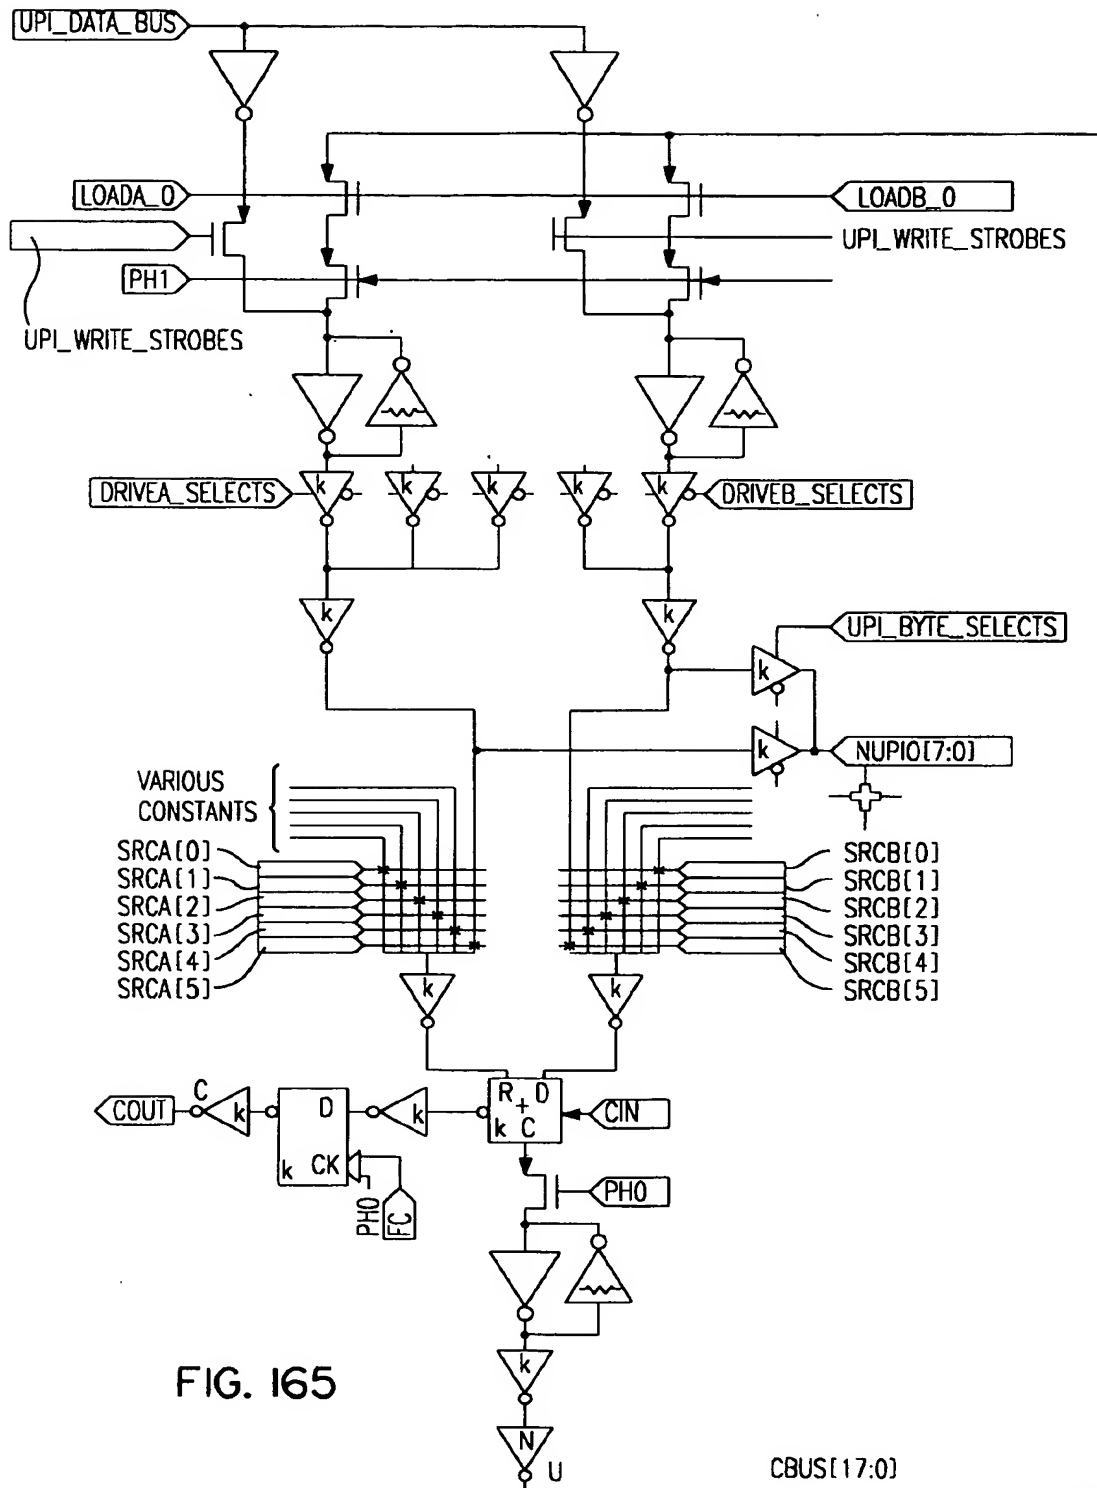 UPI_DATA_BUS
LOADA_0
LOADB_0
UPI_WRITE_STROBES
PH1
UPI_WRITE_STROBES
DRIVEA_SELECTS
k
k
k
k
k
DRIVEB_SELECTS
k
k
UPI_BYTE_SELECTS
k
k
NUPIO[7:0]
VARIOUS
CONSTANTS
SRCA[0]
SRCA[1]
SRCA[2]
SRCA[3]
SRCA[4]
SRCA[5]
SRCB[0]
SRCB[1]
SRCB[2]
SRCB[3]
SRCB[4]
SRCB[5]
k
k
COUT
C
k
D
k
CK
PH0
FC
k
R + D
k C
CIN
PH0
k
N
U
FIG. 165
CBUS[17:0]